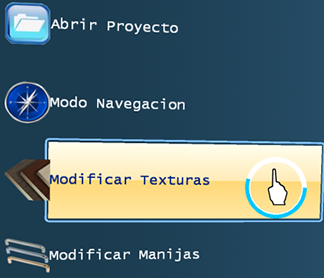 Abrir Proyecto
Modo Navegacion
Modificar Texturas
Modificar Manijas